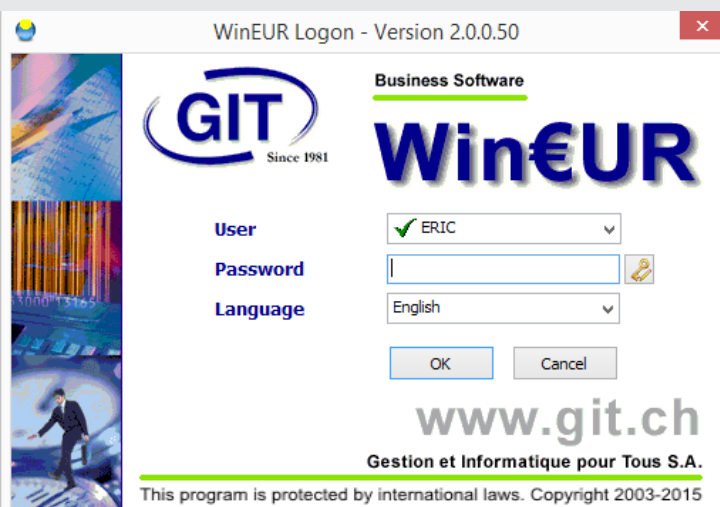 WinEUR Logon - Version 2.0.0.50
GIT
Since 1981
Business Software
Win€UR
User
ERIC
Password
Language
English
OK
Cancel
www.git.ch
Gestion et Informatique pour Tous S.A.
This program is protected by international laws. Copyright 2003-2015
3000 13165